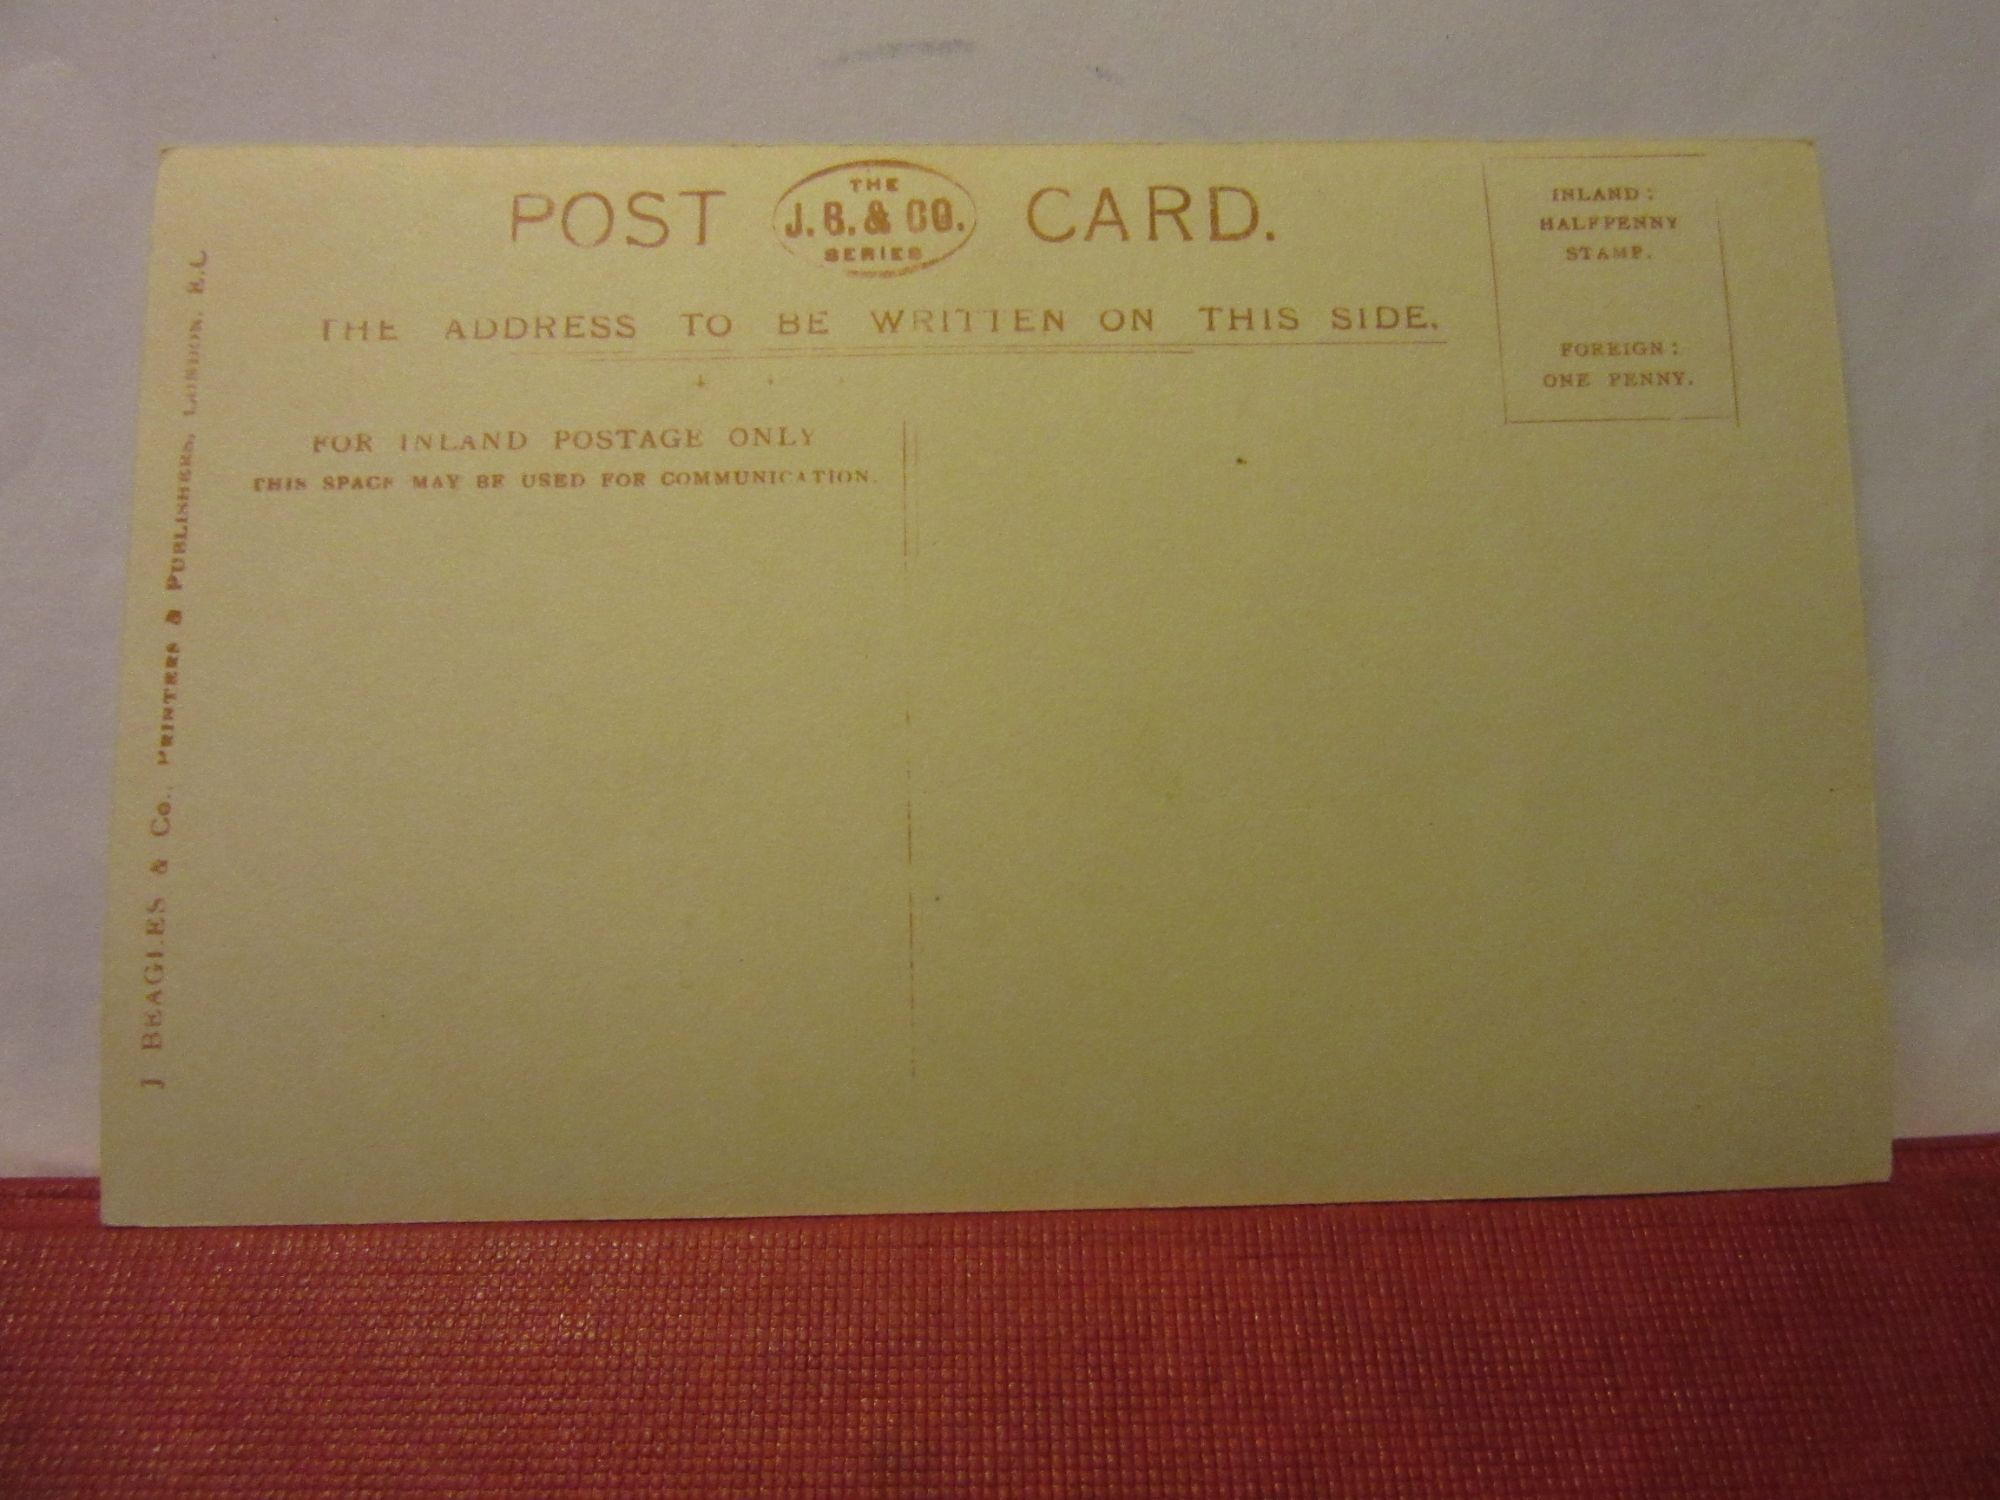 POST CARD.
THE
J. B. & CO.
SERIES
INLAND:
HALFPENNY
STAMP.
FOREIGN:
ONE PENNY.
THE ADDRESS TO BE WRITTEN ON THIS SIDE.
FOR INLAND POSTAGE ONLY
THIS SPACE MAY BE USED FOR COMMUNICATION.
J BEAGLES & Co., PRINTERS & PUBLISHERS, LONDON, E.C